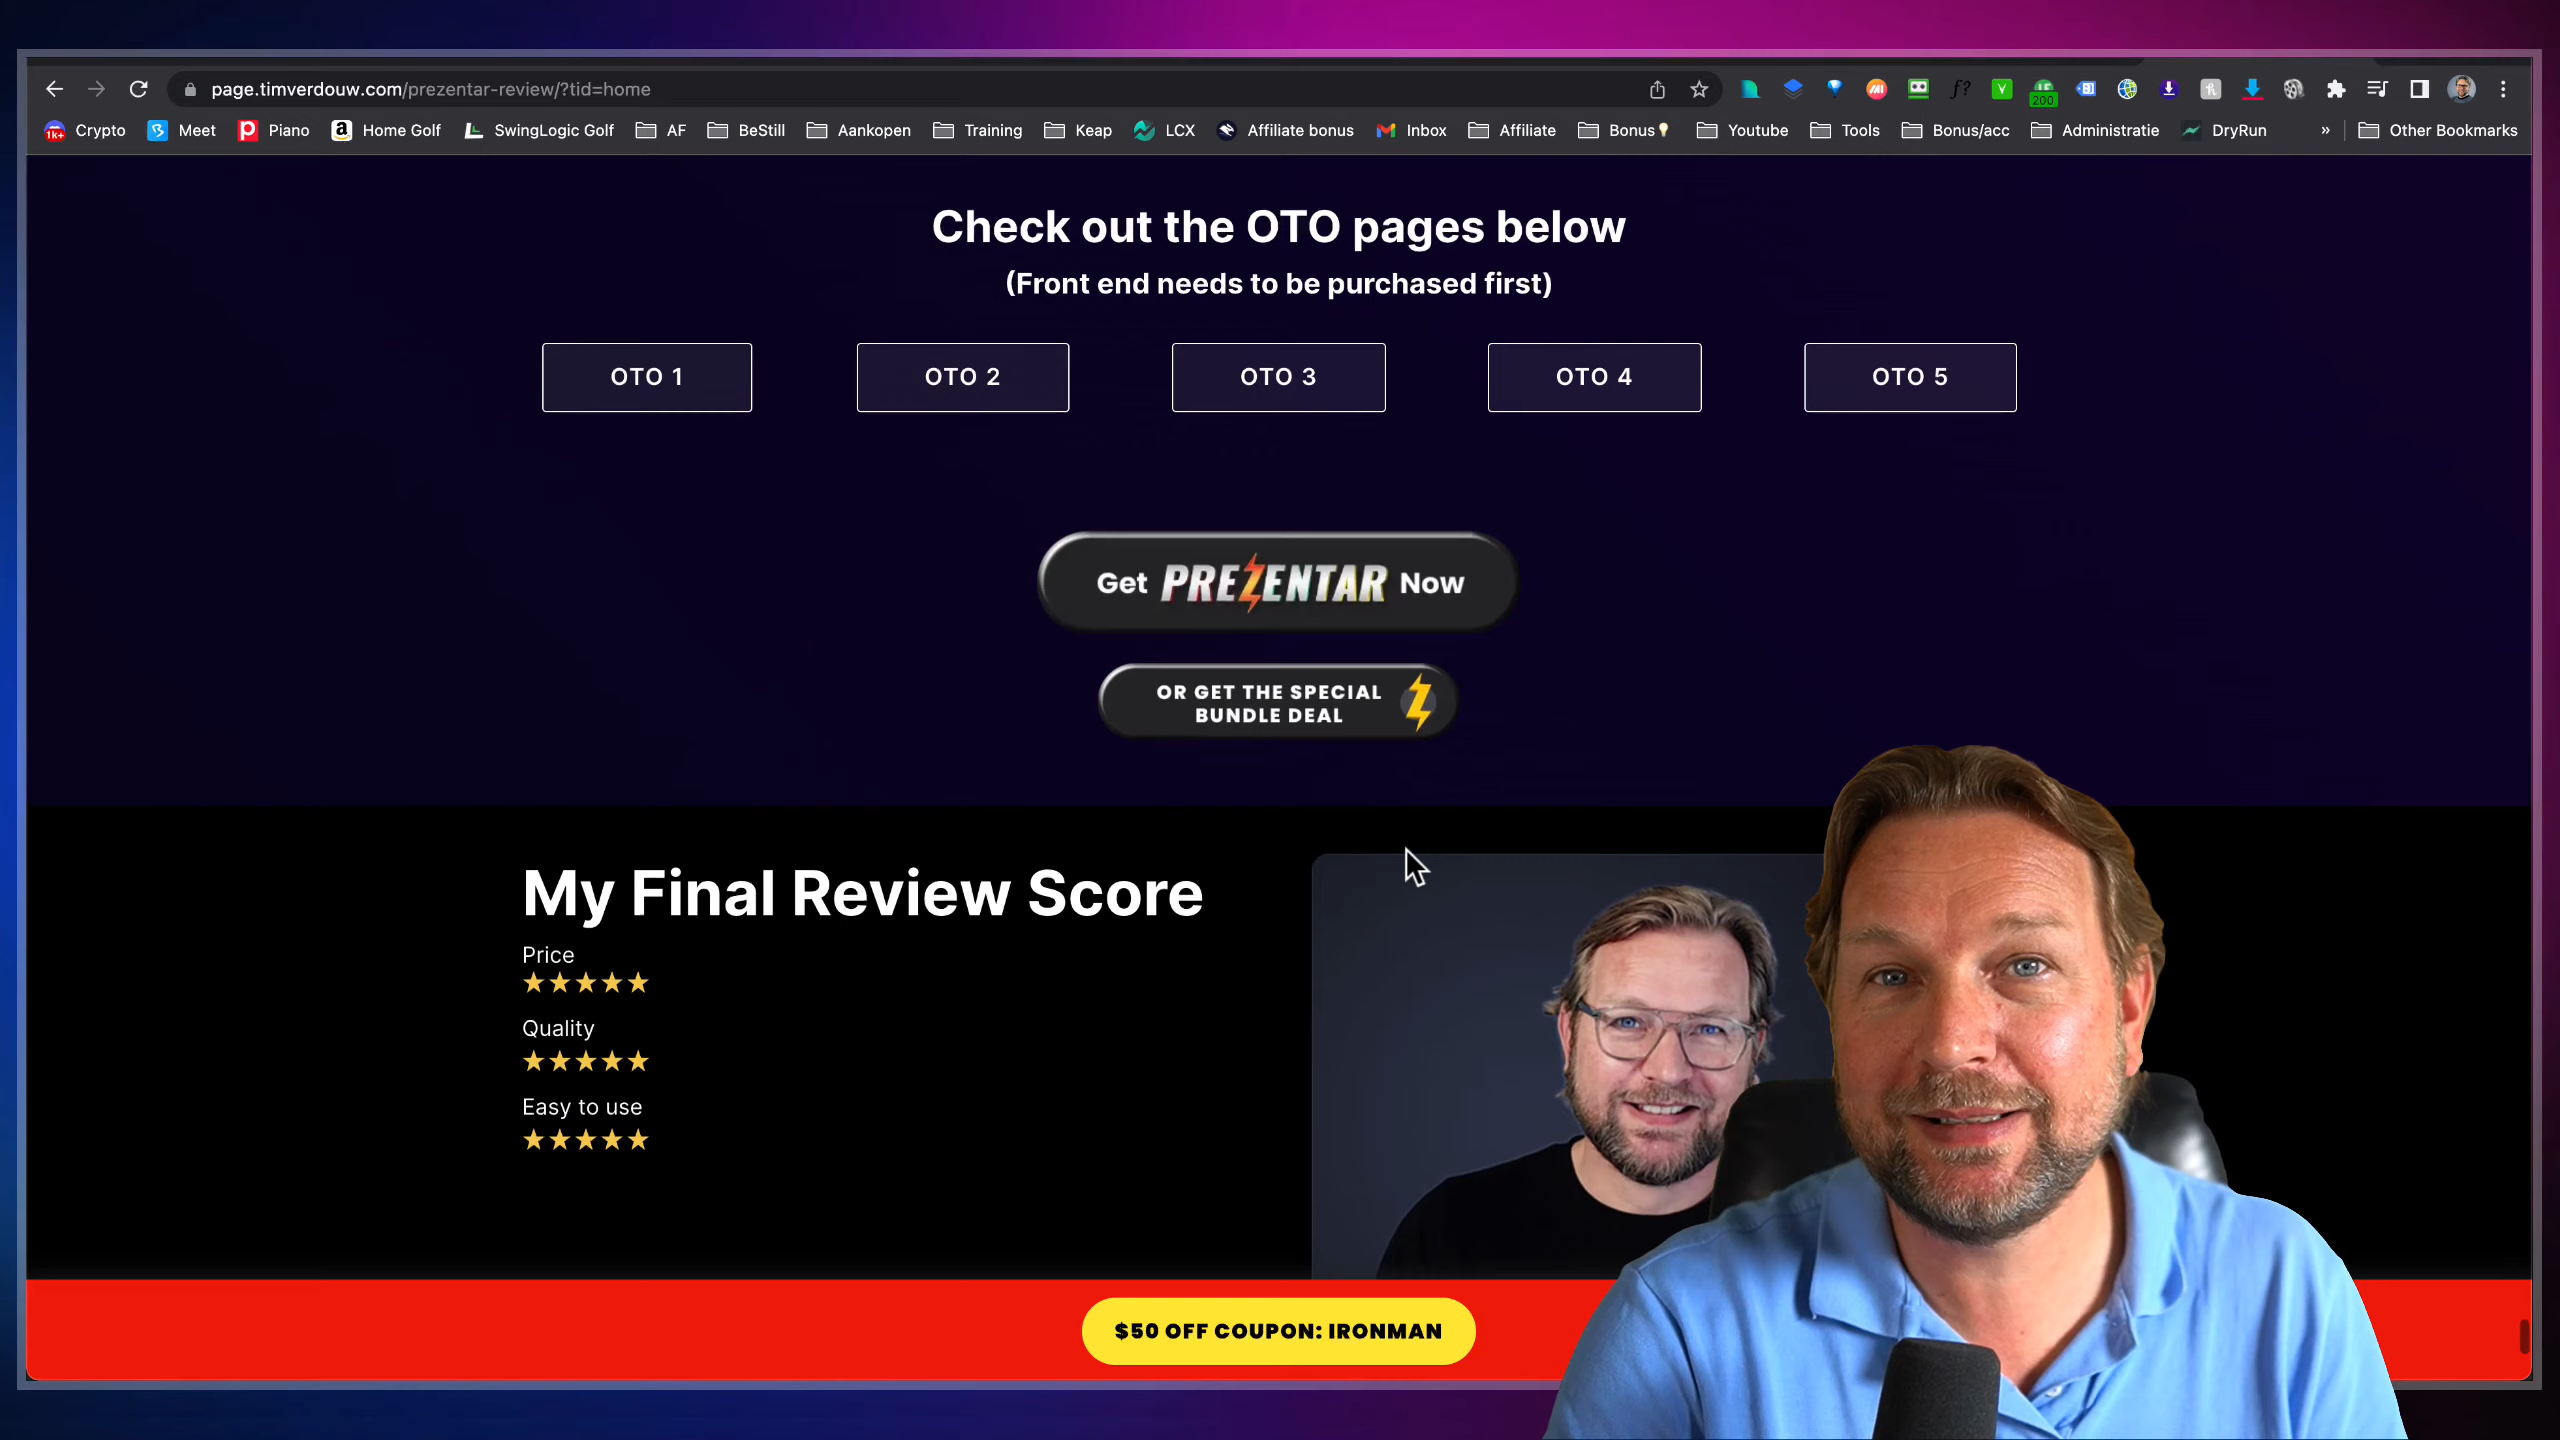 page.timverdouw.com/prezentar-review/?tid=home
200
1k+ Crypto Meet Piano Home Golf SwingLogic Golf AF BeStill Aankopen Training Keap LCX Affiliate bonus Inbox Affiliate Bonus Youtube Tools Bonus/acc Administratie DryRun » Other Bookmarks
Check out the OTO pages below
(Front end needs to be purchased first)
OTO 1 OTO 2 OTO 3 OTO 4 OTO 5
Get PREZENTAR Now
OR GET THE SPECIAL
BUNDLE DEAL
My Final Review Score
Price
★★★★★
Quality
★★★★★
Easy to use
★★★★★
$50 OFF COUPON: IRONMAN